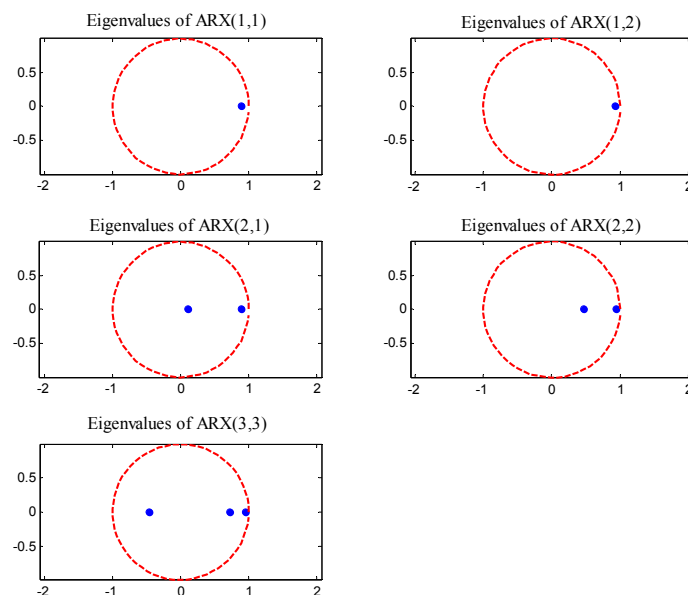 Eigenvalues of ARX(1,1)
0.5
0
-0.5
-2 -1 0 1 2
Eigenvalues of ARX(1,2)
0.5
0
-0.5
-2 -1 0 1 2
Eigenvalues of ARX(2,1)
0.5
0
-0.5
-2 -1 0 1 2
Eigenvalues of ARX(2,2)
0.5
0
-0.5
-2 -1 0 1 2
Eigenvalues of ARX(3,3)
0.5
0
-0.5
-2 -1 0 1 2